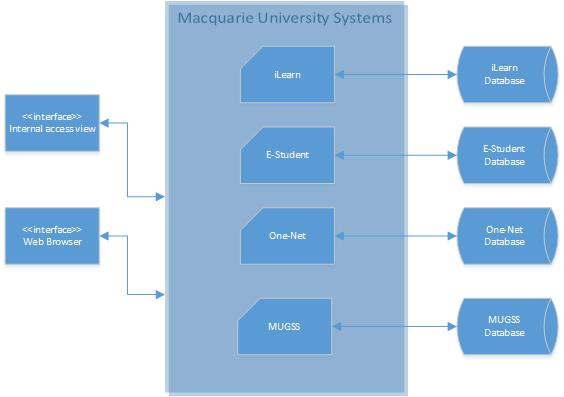 Macquarie University Systems
iLearn
iLearn
Database
<<interface>>
Internal access view
E-Student
E-Student
Database
<<interface>>
Web Browser
One-Net
One-Net
Database
MUGSS
MUGSS
Database